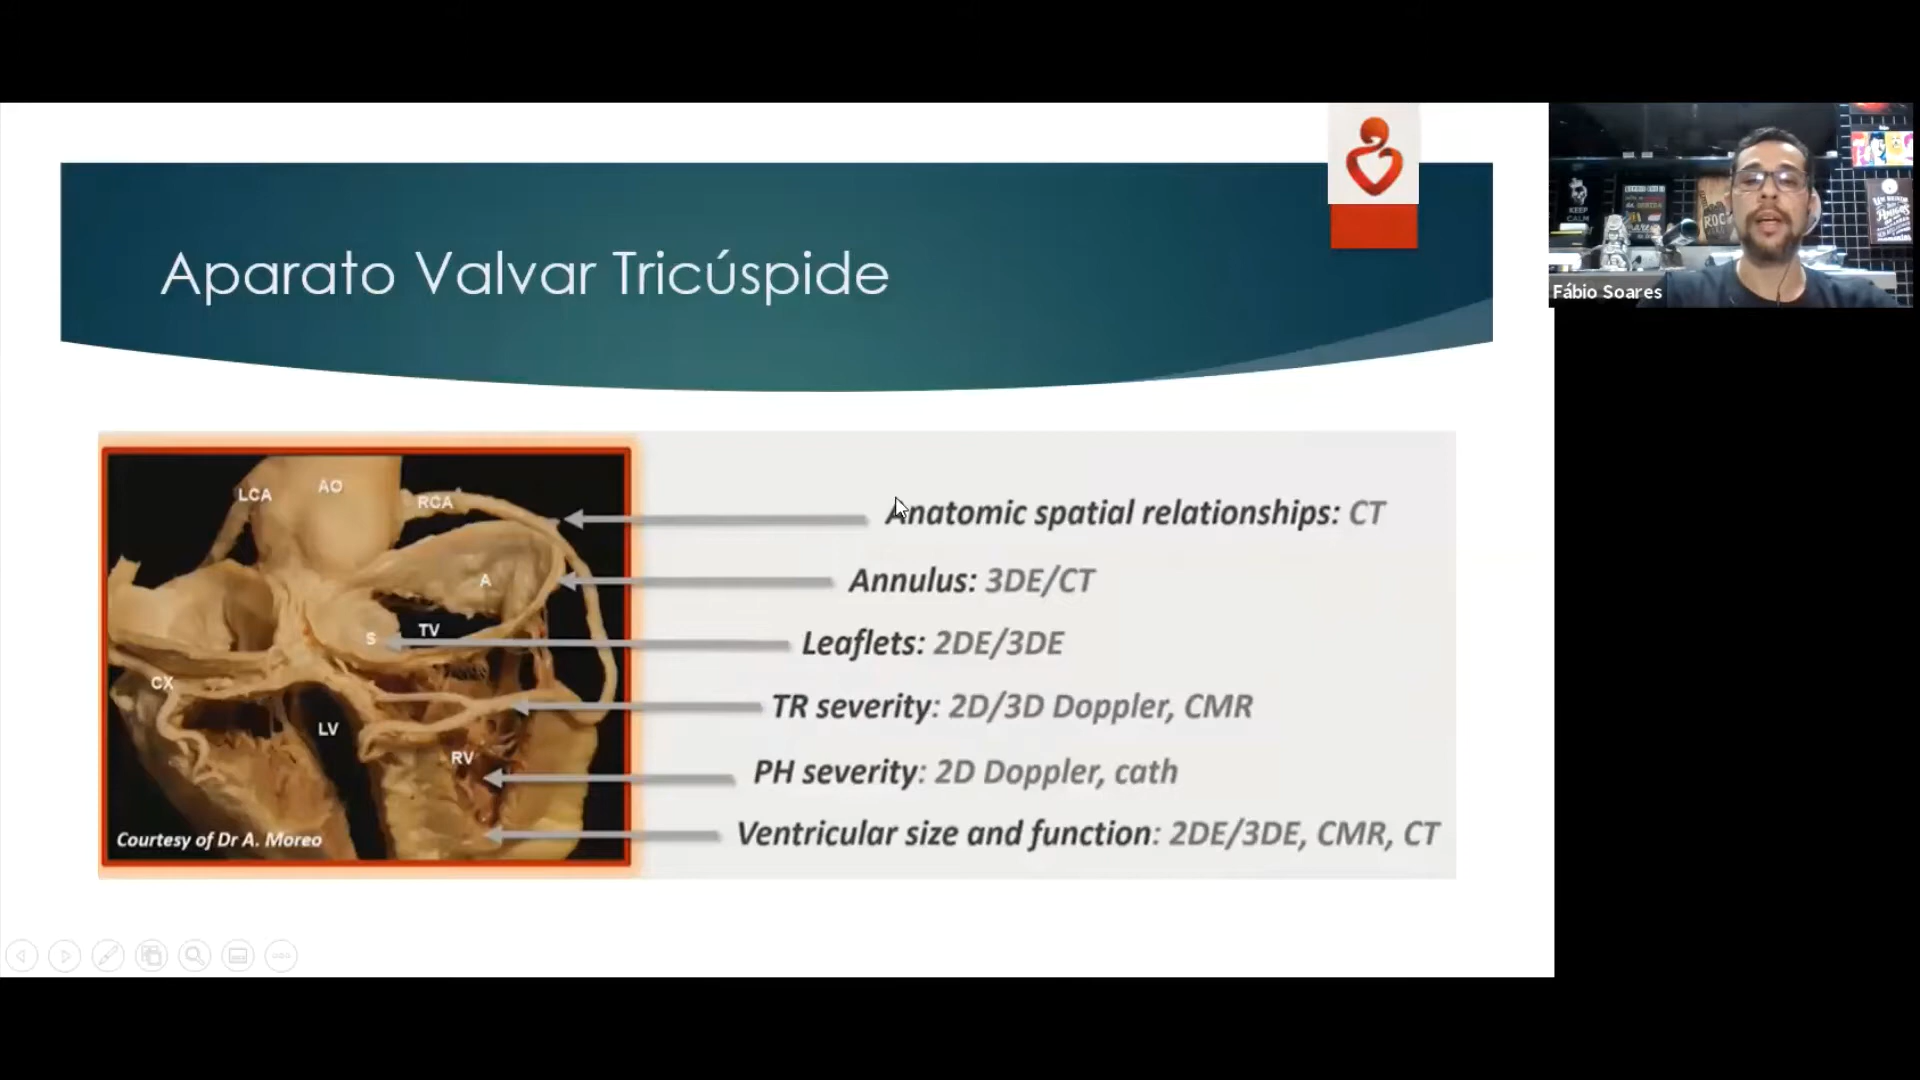 Aparato Valvar Tricúspide
LCA
AO
RCA
A
S
TV
CX
LV
RV
Courtesy of Dr A. Moreo
Anatomic spatial relationships: CT
Annulus: 3DE/CT
Leaflets: 2DE/3DE
TR severity: 2D/3D Doppler, CMR
PH severity: 2D Doppler, cath
Ventricular size and function: 2DE/3DE, CMR, CT
KEEP
CALM
Fábio Soares